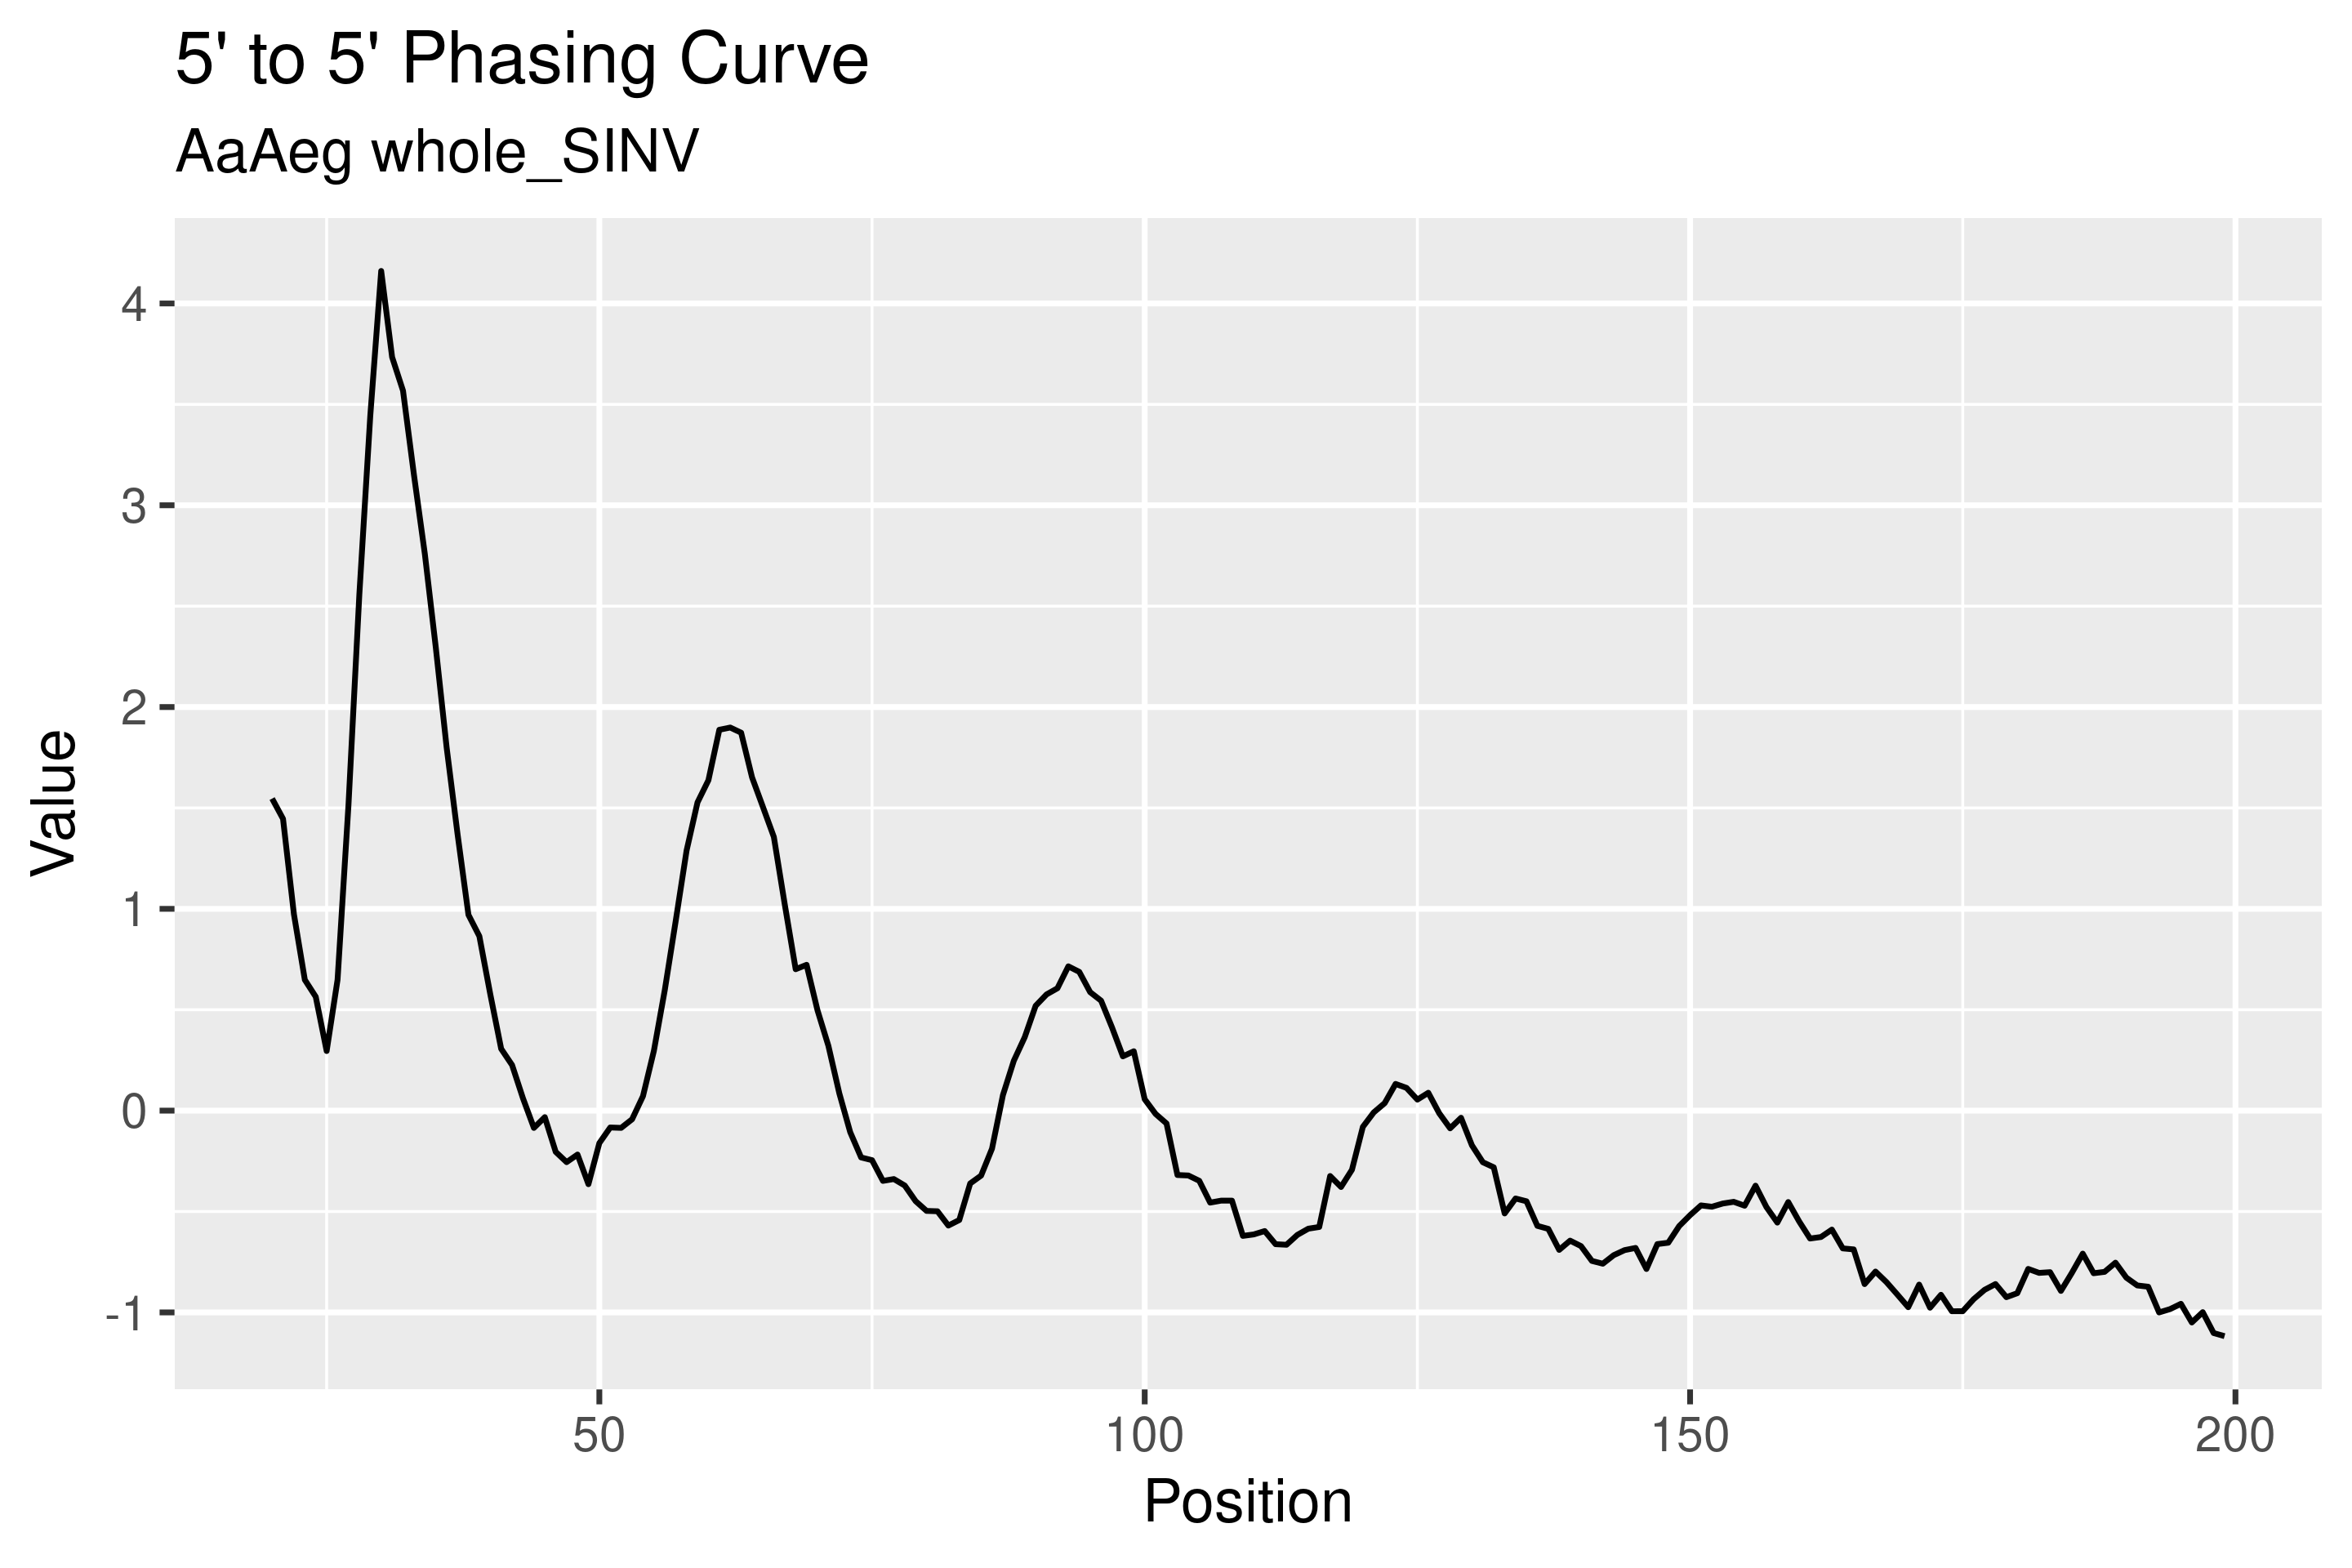 5' to 5' Phasing Curve
AaAeg whole_SINV
Value
4
3
2
1
0
-1
50 100 150 200
Position